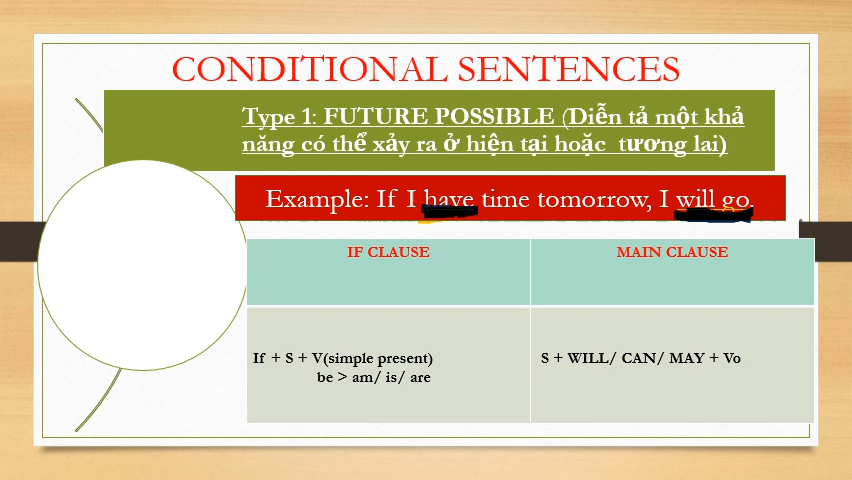 CONDITIONAL SENTENCES
Type 1: FUTURE POSSIBLE (Diễn tả một khả
năng có thể xảy ra ở hiện tại hoặc tương lai)
Example: If I have time tomorrow, I will go.
IF CLAUSE
MAIN CLAUSE
If + S + V(simple present)
be > am/ is/ are
S + WILL/ CAN/ MAY + Vo